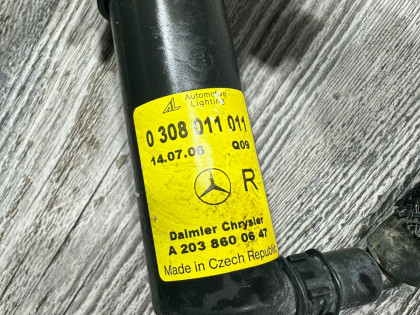 AL Automotive
Lighting
0 308 011 011
14.07.06 Q09
R
Daimler Chrysler
A 203 860 06 47
Made in Czech Republic